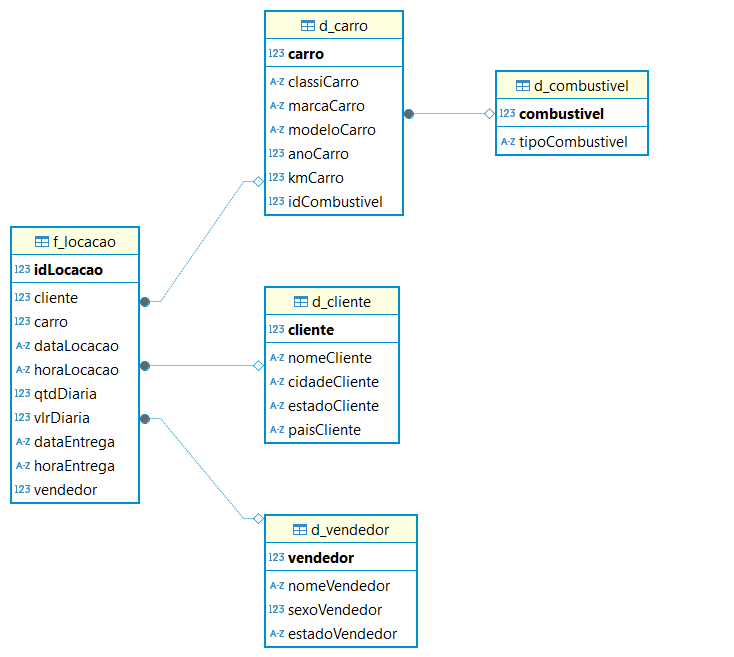 d_carro
123 carro
A-Z classiCarro
A-Z marcaCarro
A-Z modeloCarro
123 anoCarro
123 kmCarro
123 idCombustivel
d_combustivel
123 combustivel
A-Z tipoCombustivel
f_locacao
123 idLocacao
123 cliente
123 carro
A-Z dataLocacao
A-Z horaLocacao
123 qtdDiaria
123 vlrDiaria
A-Z dataEntrega
A-Z horaEntrega
123 vendedor
d_cliente
123 cliente
A-Z nomeCliente
A-Z cidadeCliente
A-Z estadoCliente
A-Z paisCliente
d_vendedor
123 vendedor
A-Z nomeVendedor
123 sexoVendedor
A-Z estadoVendedor